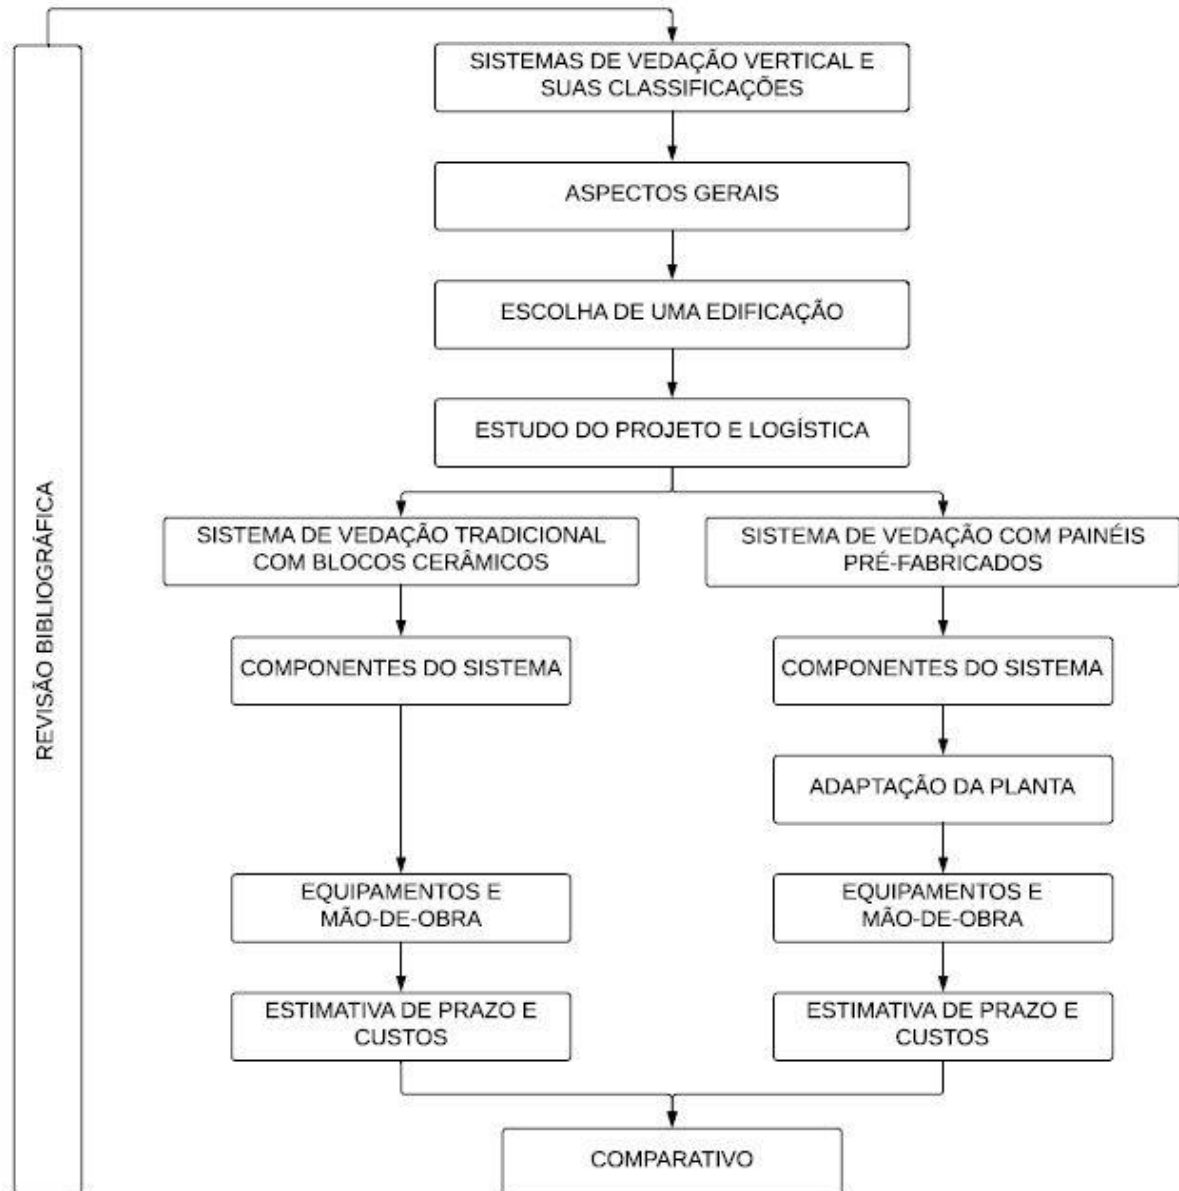 SISTEMAS DE VEDAÇÃO VERTICAL E
SUAS CLASSIFICAÇÕES
ASPECTOS GERAIS
ESCOLHA DE UMA EDIFICAÇÃO
ESTUDO DO PROJETO E LOGÍSTICA
REVISÃO BIBLIOGRÁFICA
SISTEMA DE VEDAÇÃO TRADICIONAL
COM BLOCOS CERÂMICOS
SISTEMA DE VEDAÇÃO COM PAINÉIS
PRÉ-FABRICADOS
COMPONENTES DO SISTEMA
COMPONENTES DO SISTEMA
ADAPTAÇÃO DA PLANTA
EQUIPAMENTOS E
MÃO-DE-OBRA
EQUIPAMENTOS E
MÃO-DE-OBRA
ESTIMATIVA DE PRAZO E
CUSTOS
ESTIMATIVA DE PRAZO E
CUSTOS
COMPARATIVO